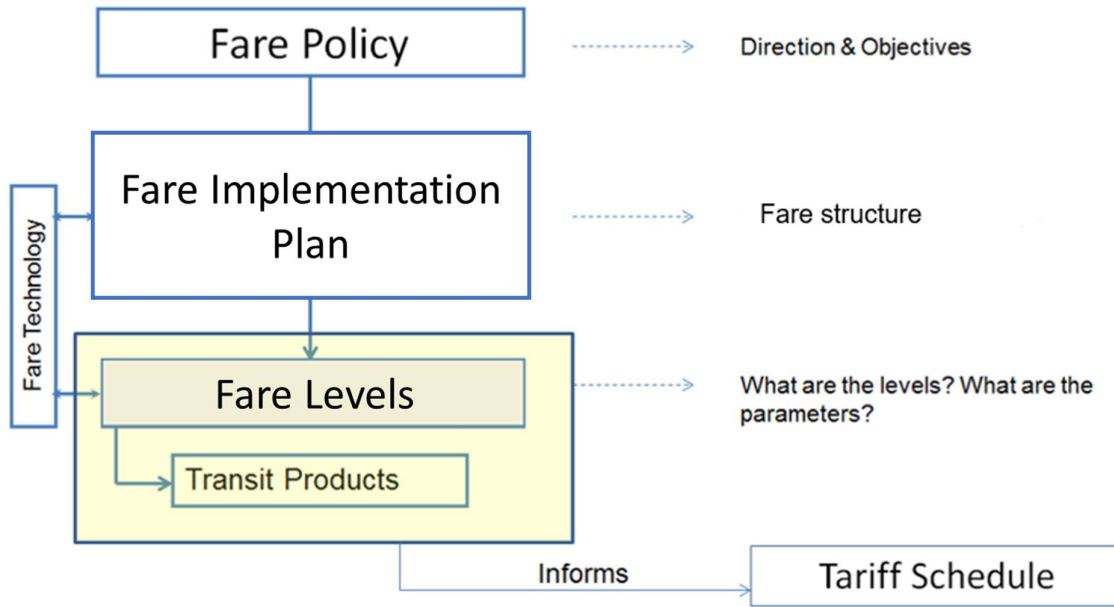 Fare Policy
Direction & Objectives
Fare Implementation
Plan
Fare structure
Fare Technology
Fare Levels
What are the levels? What are the
parameters?
Transit Products
Informs
Tariff Schedule